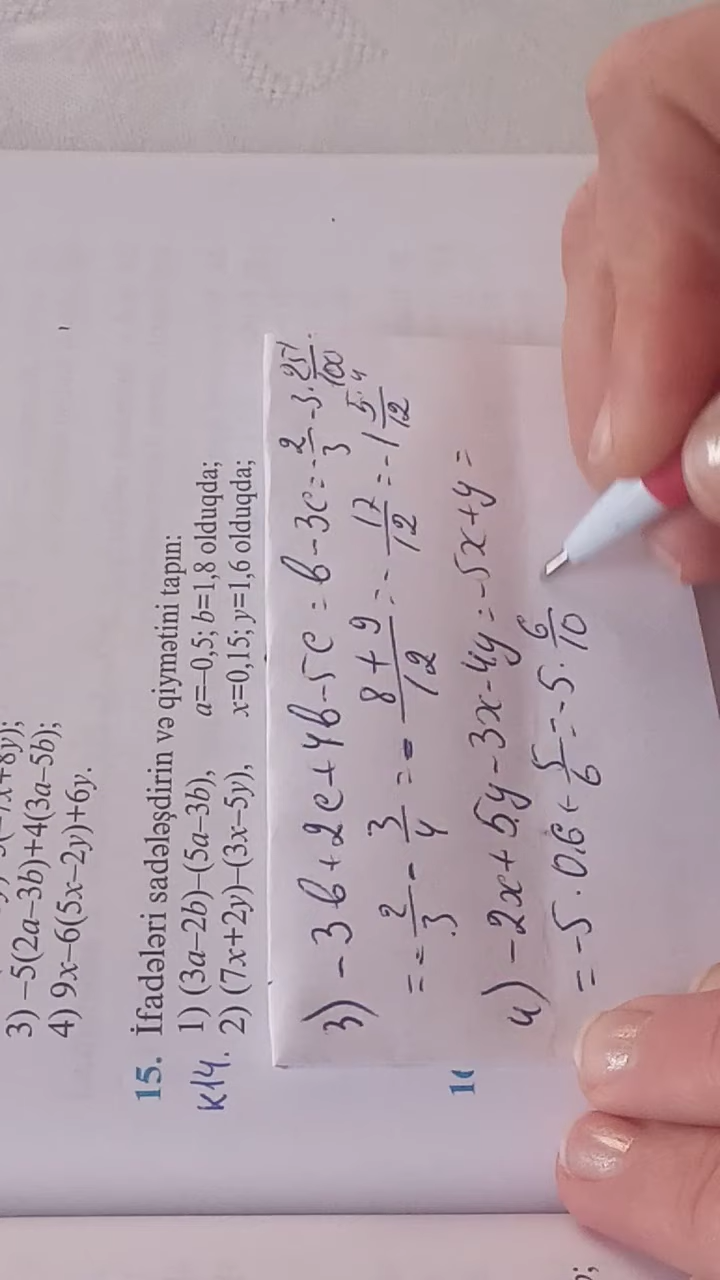 3) –5(2a–3b)+4(3a–5b);
4) 9x–6(5x–2y)+6y.
15. İfadələri sadələşdirin və qiymətini tapın:
1) (3a–2b)–(5a–3b), a=–0,5; b=1,8 olduqda;
K14. 2) (7x+2y)–(3x–5y), x=0,15; y=1,6 olduqda;
3) -3b+2c+4b-5c = b-3c = -2/3 - 3·25/100 =
= -2/3 - 3/4 = - 8+9/12 = - 17/12 = -1 5/12
4) -2x+5y-3x-4y = -5x+y =
= -5·0,6+5/6 = -5·6/10